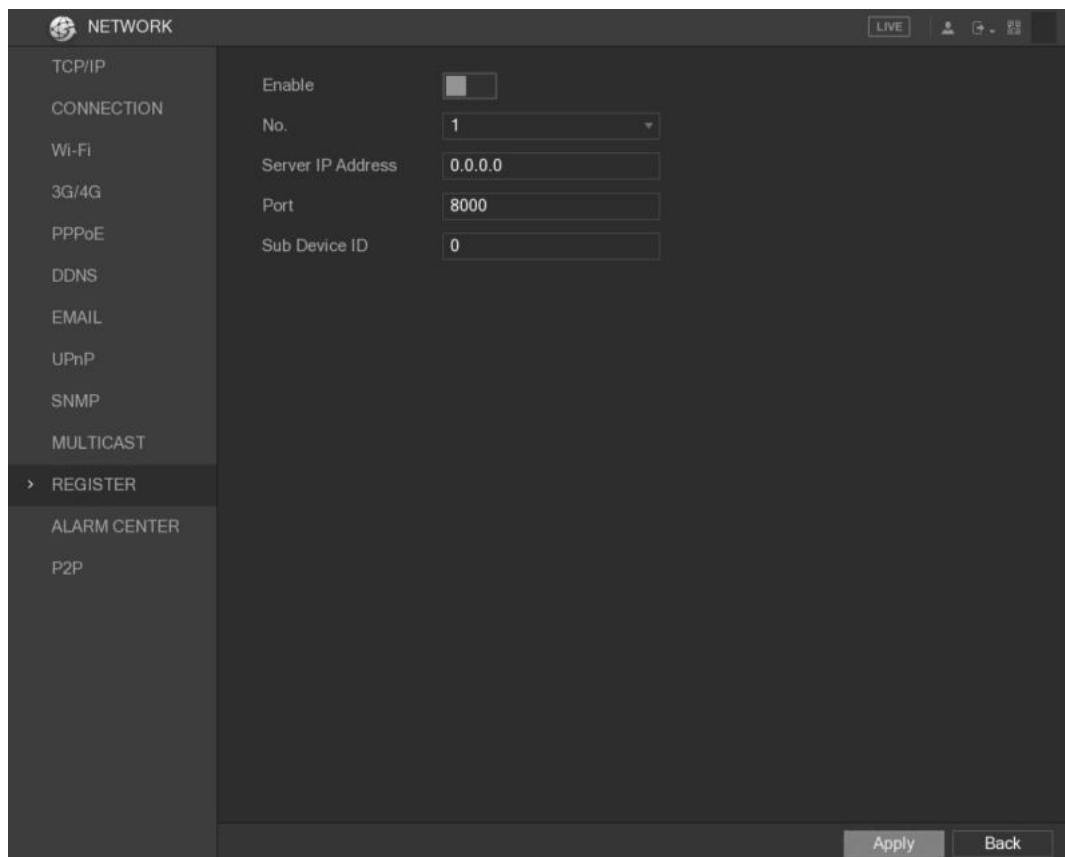 NETWORK
LIVE
TCP/IP
CONNECTION
Wi-Fi
3G/4G
PPPoE
DDNS
EMAIL
UPnP
SNMP
MULTICAST
REGISTER
ALARM CENTER
P2P
Enable
No. 1
Server IP Address 0.0.0.0
Port 8000
Sub Device ID 0
Apply Back